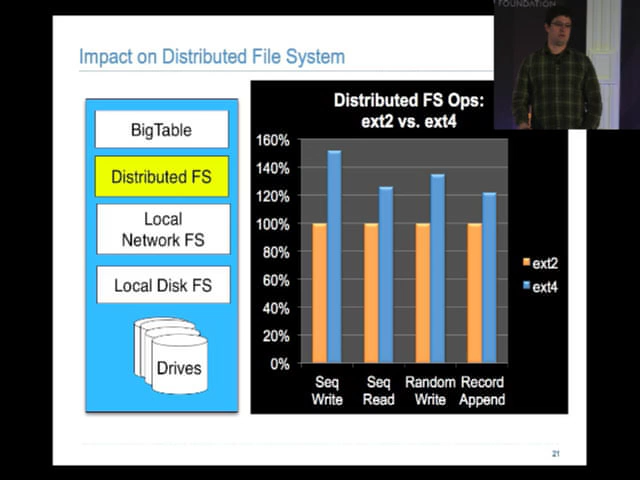 FOUNDATION
Impact on Distributed File System
BigTable
Distributed FS
Local
Network FS
Local Disk FS
Drives
Distributed FS Ops:
ext2 vs. ext4
160%
140%
120%
100%
80%
60%
40%
20%
0%
Seq
Write
Seq
Read
Random
Write
Record
Append
ext2
ext4
21